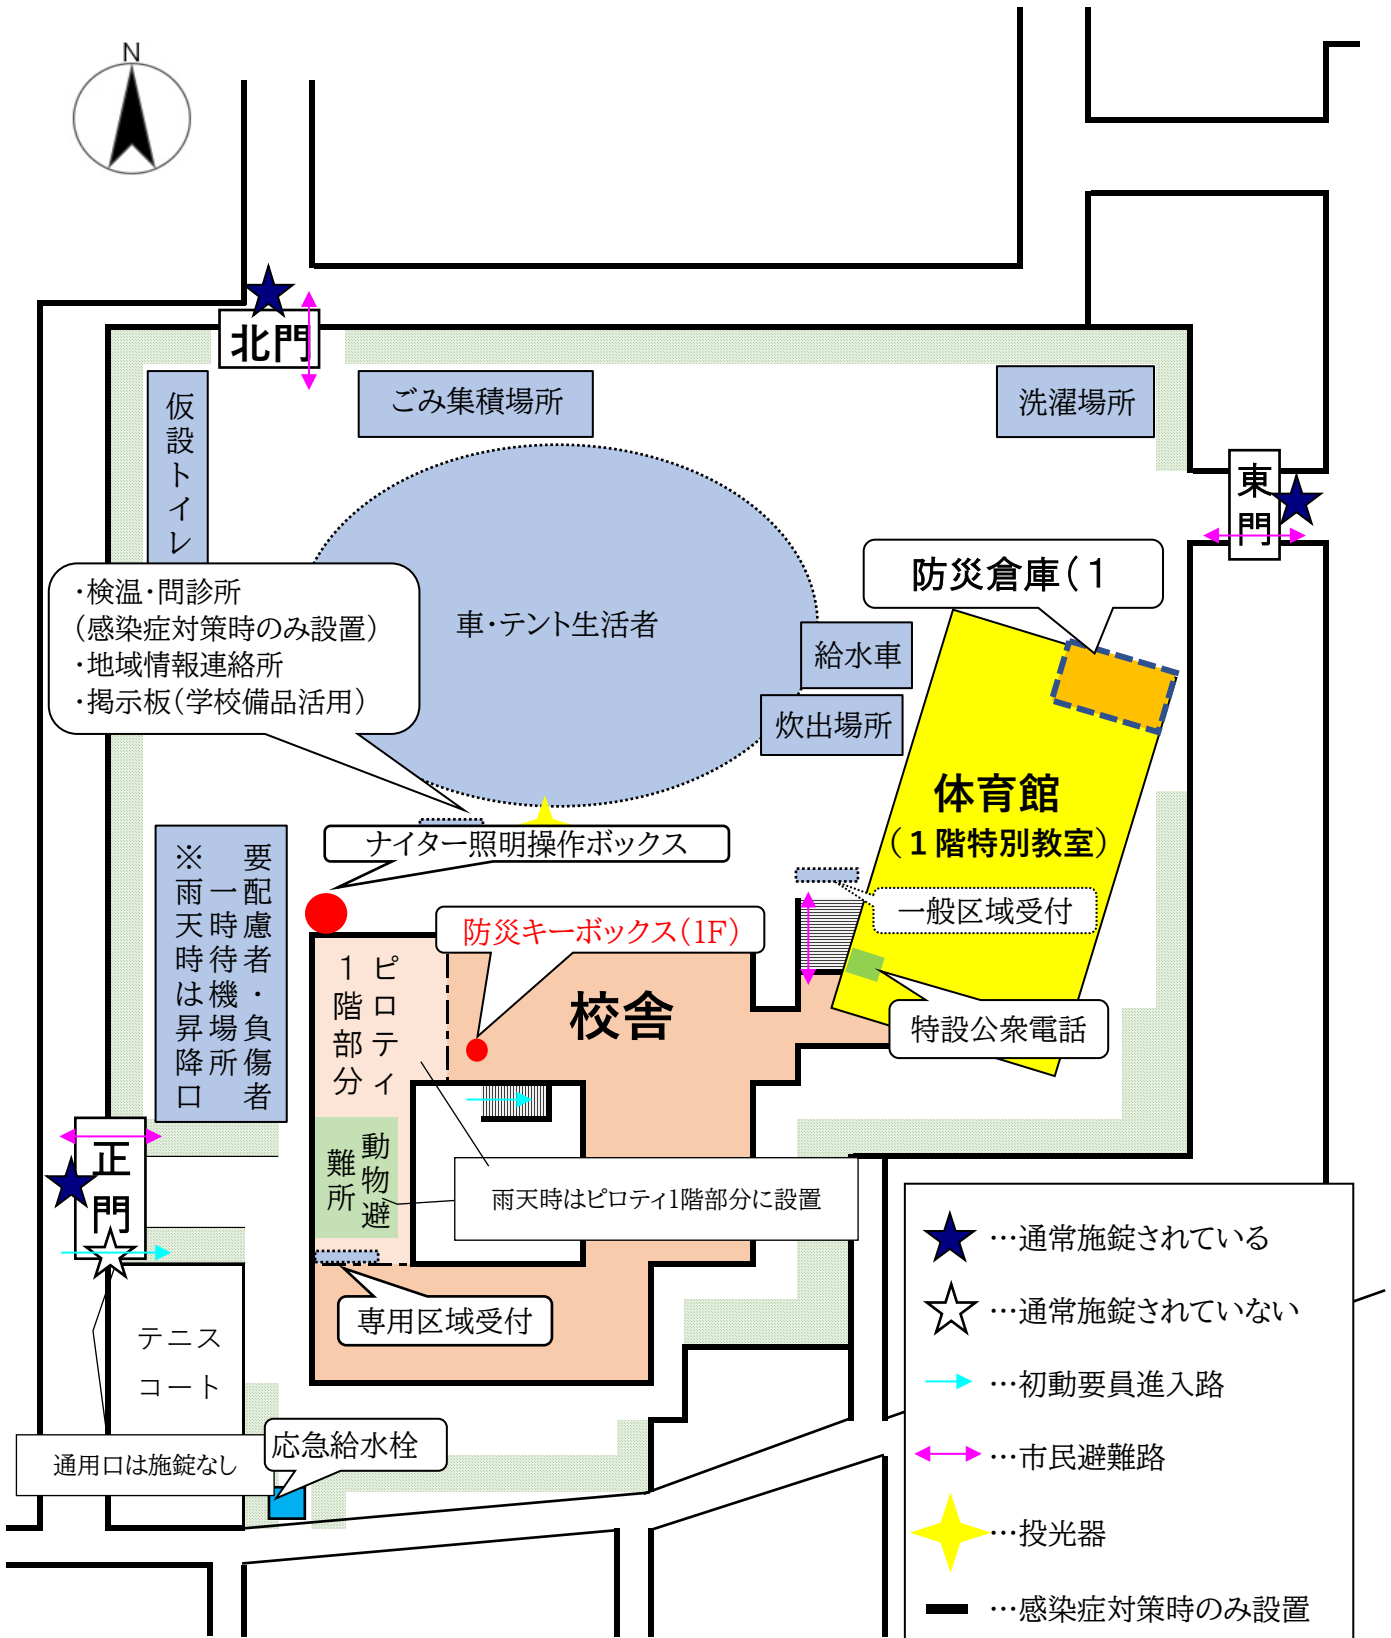 N
北門
仮設トイレ
ごみ集積場所
洗濯場所
東門
・検温・問診所
（感染症対策時のみ設置）
・地域情報連絡所
・掲示板（学校備品活用）
車・テント生活者
防災倉庫（１
給水車
炊出場所
体育館
（１階特別教室）
ナイター照明操作ボックス
一般区域受付
要配慮者・負傷者
一時待機場所
※雨天時は昇降口
防災キーボックス（１F）
ピロティ
１階部分
校舎
特設公衆電話
正門
動物避
難所
雨天時はピロティ1階部分に設置
専用区域受付
テニス
コート
通用口は施錠なし
応急給水栓
…通常施錠されている
…通常施錠されていない
…初動要員進入路
…市民避難路
…投光器
…感染症対策時のみ設置